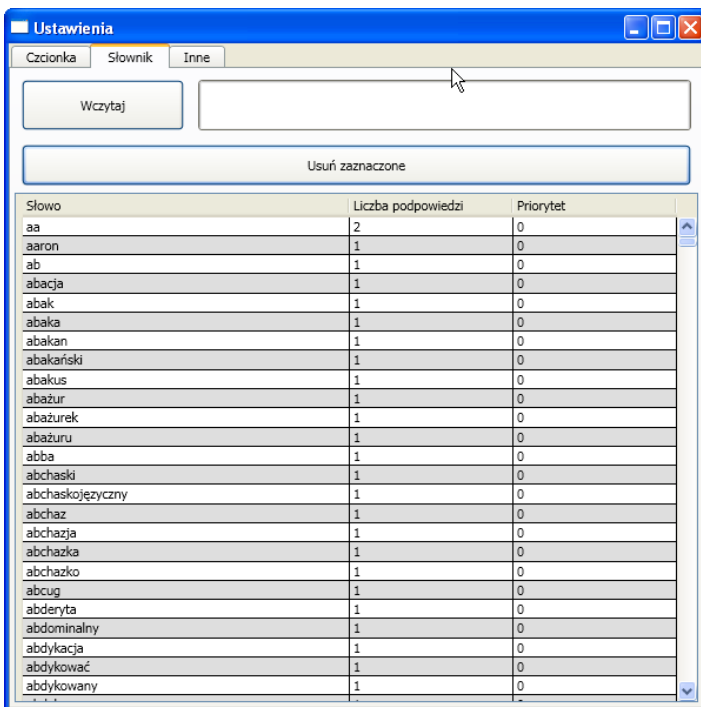 Ustawienia
Czcionka Słownik Inne
Wczytaj
Usuń zaznaczone
Słowo Liczba podpowiedzi Priorytet
aa 2 0
aaron 1 0
ab 1 0
abacja 1 0
abak 1 0
abaka 1 0
abakan 1 0
abakański 1 0
abakus 1 0
abażur 1 0
abażurek 1 0
abażuru 1 0
abba 1 0
abchaski 1 0
abchaskojęzyczny 1 0
abchaz 1 0
abchazja 1 0
abchazka 1 0
abchazko 1 0
abcug 1 0
abderyta 1 0
abdominalny 1 0
abdykacja 1 0
abdykować 1 0
abdykowany 1 0